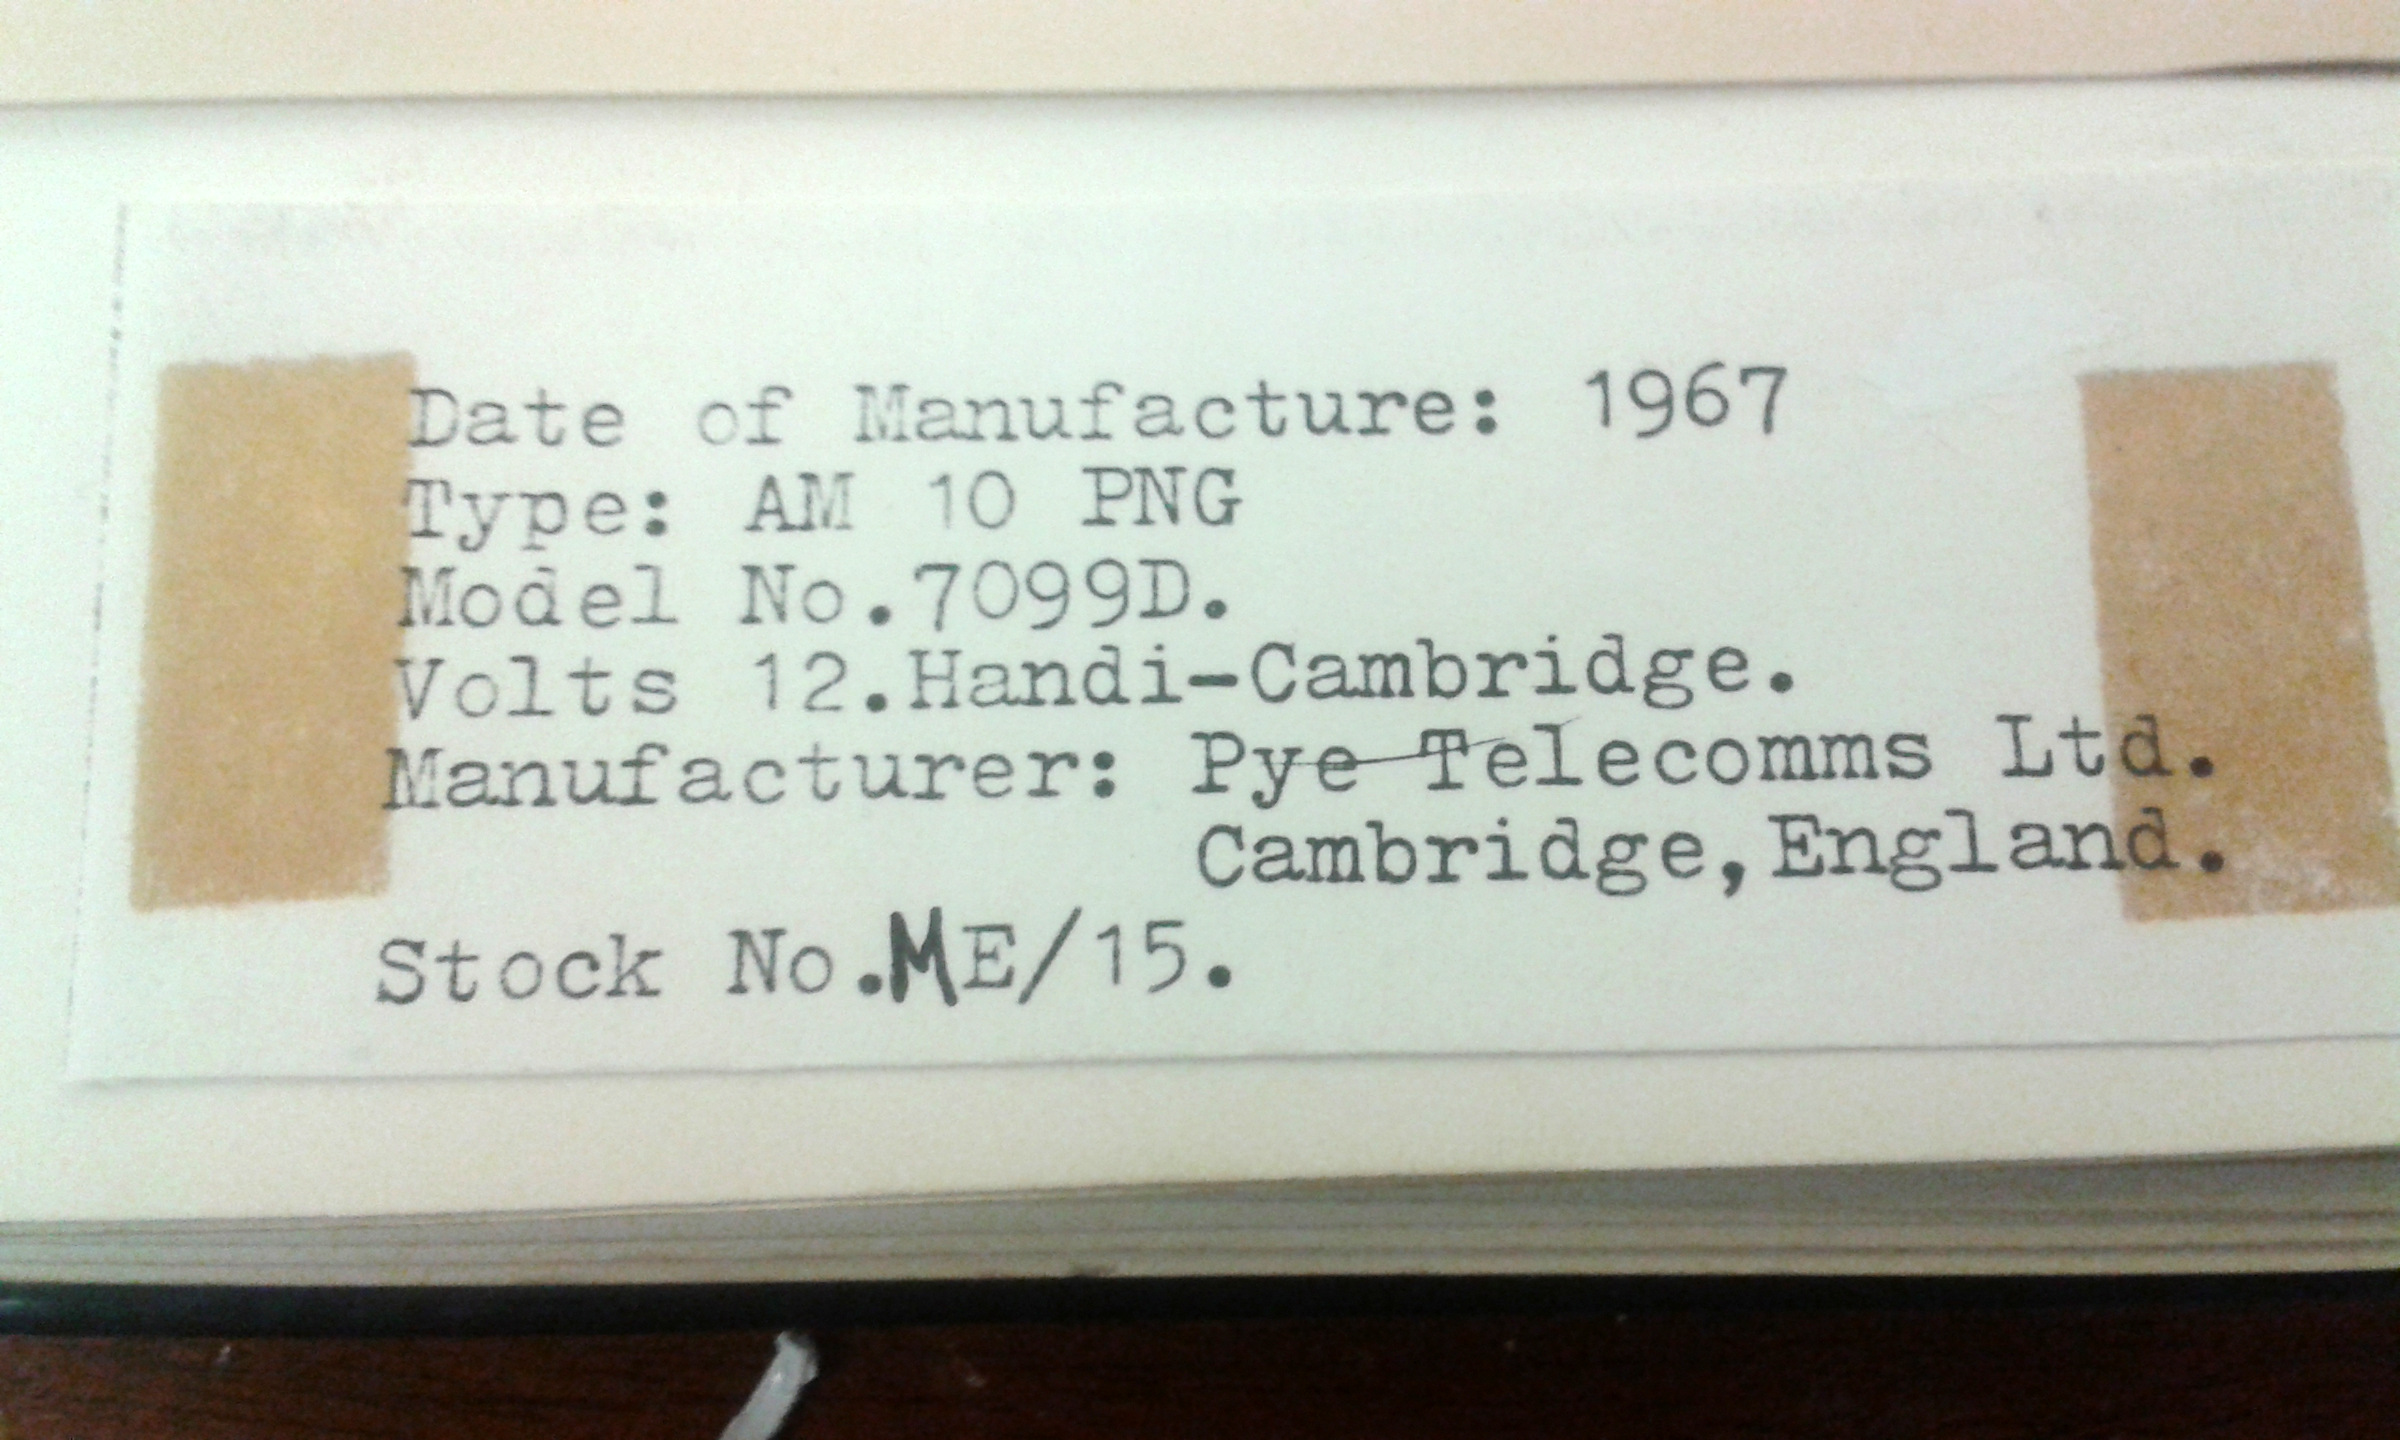 Date of Manufacture: 1967
Type: AM 10 PNG
Model No.7099D.
Volts 12.Handi-Cambridge.
Manufacturer: Pye Telecomms Ltd.
Cambridge,England.
Stock No.ME/15.